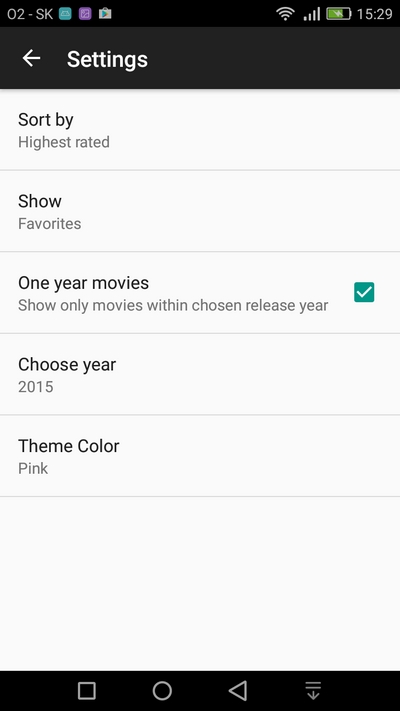 O2 - SK 15:29
Settings
Sort by
Highest rated
Show
Favorites
One year movies
Show only movies within chosen release year
Choose year
2015
Theme Color
Pink